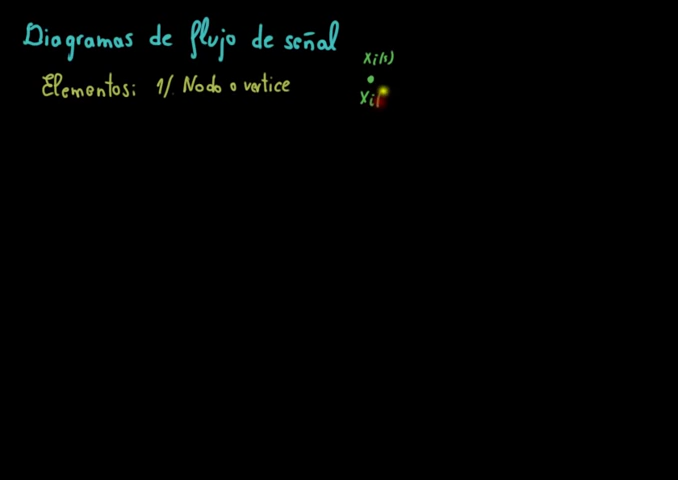 Diagramas de flujo de señal
Xi(s)
Elementos: 1/. Nodo o vertice
Xi(